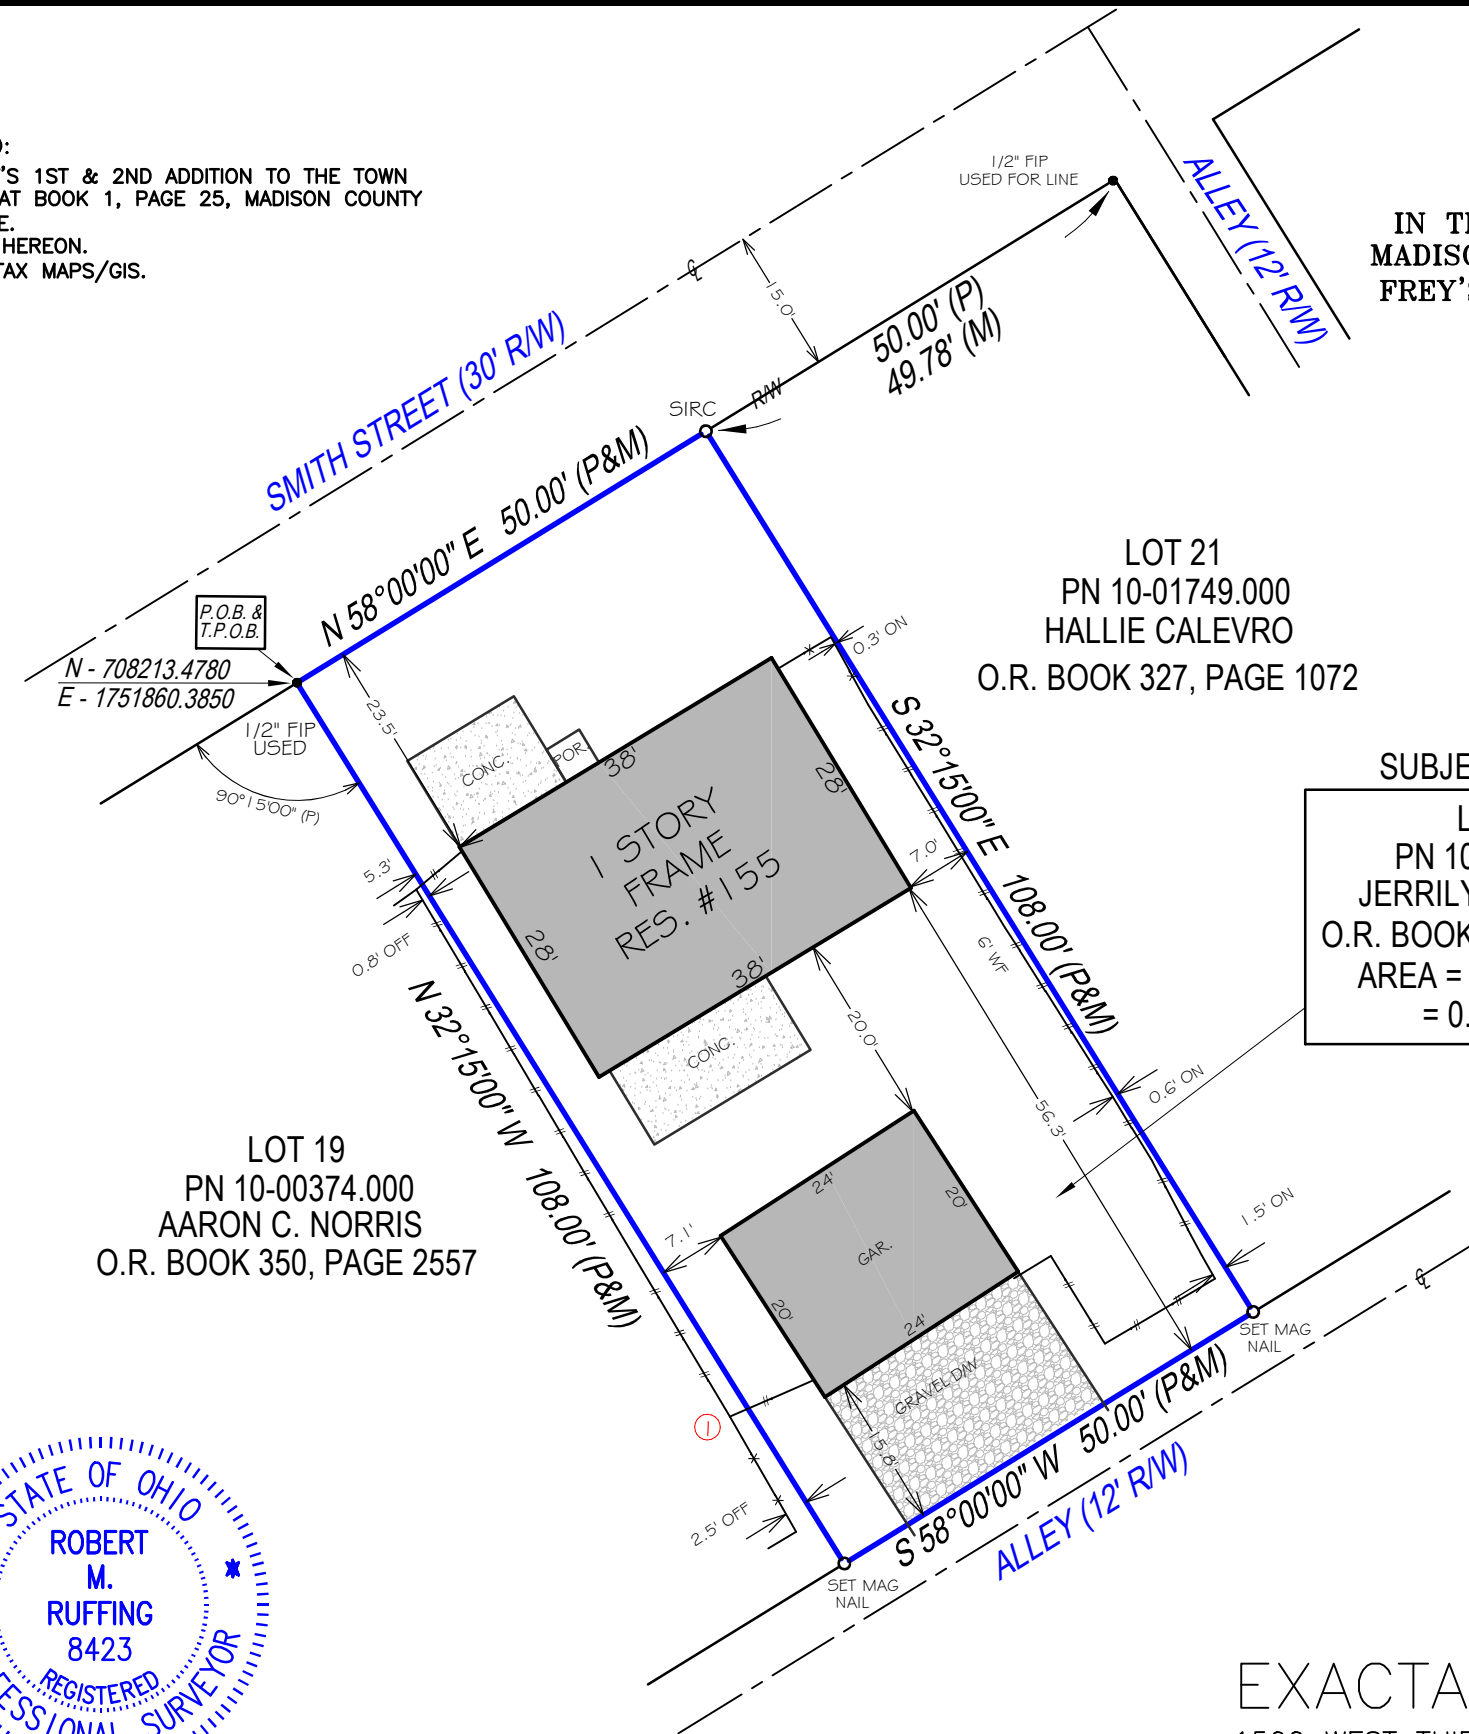 'S 1ST & 2ND ADDITION TO THE TOWN
AT BOOK 1, PAGE 25, MADISON COUNTY
HEREON.
TAX MAPS/GIS.
1/2" FIP
USED FOR LINE
ALLEY (12' R/W)
IN
MADISO
FREY'S
15.0'
50.00' (P)
49.78' (M)
R/W
SMITH STREET (30' R/W)
SIRC
N 58°00'00" E 50.00' (P&M)
P.O.B. &
T.P.O.B.
N - 708213.4780
E - 1751860.3850
1/2" FIP
USED
90°15'00" (P)
LOT 21
PN 10-01749.000
HALLIE CALEVRO
O.R. BOOK 327, PAGE 1072
0.3' ON
23.5'
CONC.
POR.
38'
28'
1 STORY
FRAME
RES. #155
28'
38'
S 32°15'00" E 108.00' (P&M)
7.0'
6' WF
5.3'
0.8' OFF
SUBJE
L
PN 10
JERRILY
O.R. BOOK
AREA =
= 0.
N 32°15'00" W 108.00' (P&M)
CONC.
20.0'
56.3'
0.6' ON
LOT 19
PN 10-00374.000
AARON C. NORRIS
O.R. BOOK 350, PAGE 2557
7.1'
24'
20'
GAR.
20'
24'
1.5' ON
SET MAG
NAIL
GRAVEL D/W
15.8'
1
2.5' OFF
S 58°00'00" W 50.00' (P&M)
ALLEY (12' R/W)
SET MAG
NAIL
STATE OF OHIO
ROBERT
M.
RUFFING
8423
REGISTERED
ESSIONAL SURVEYOR
EXACTA